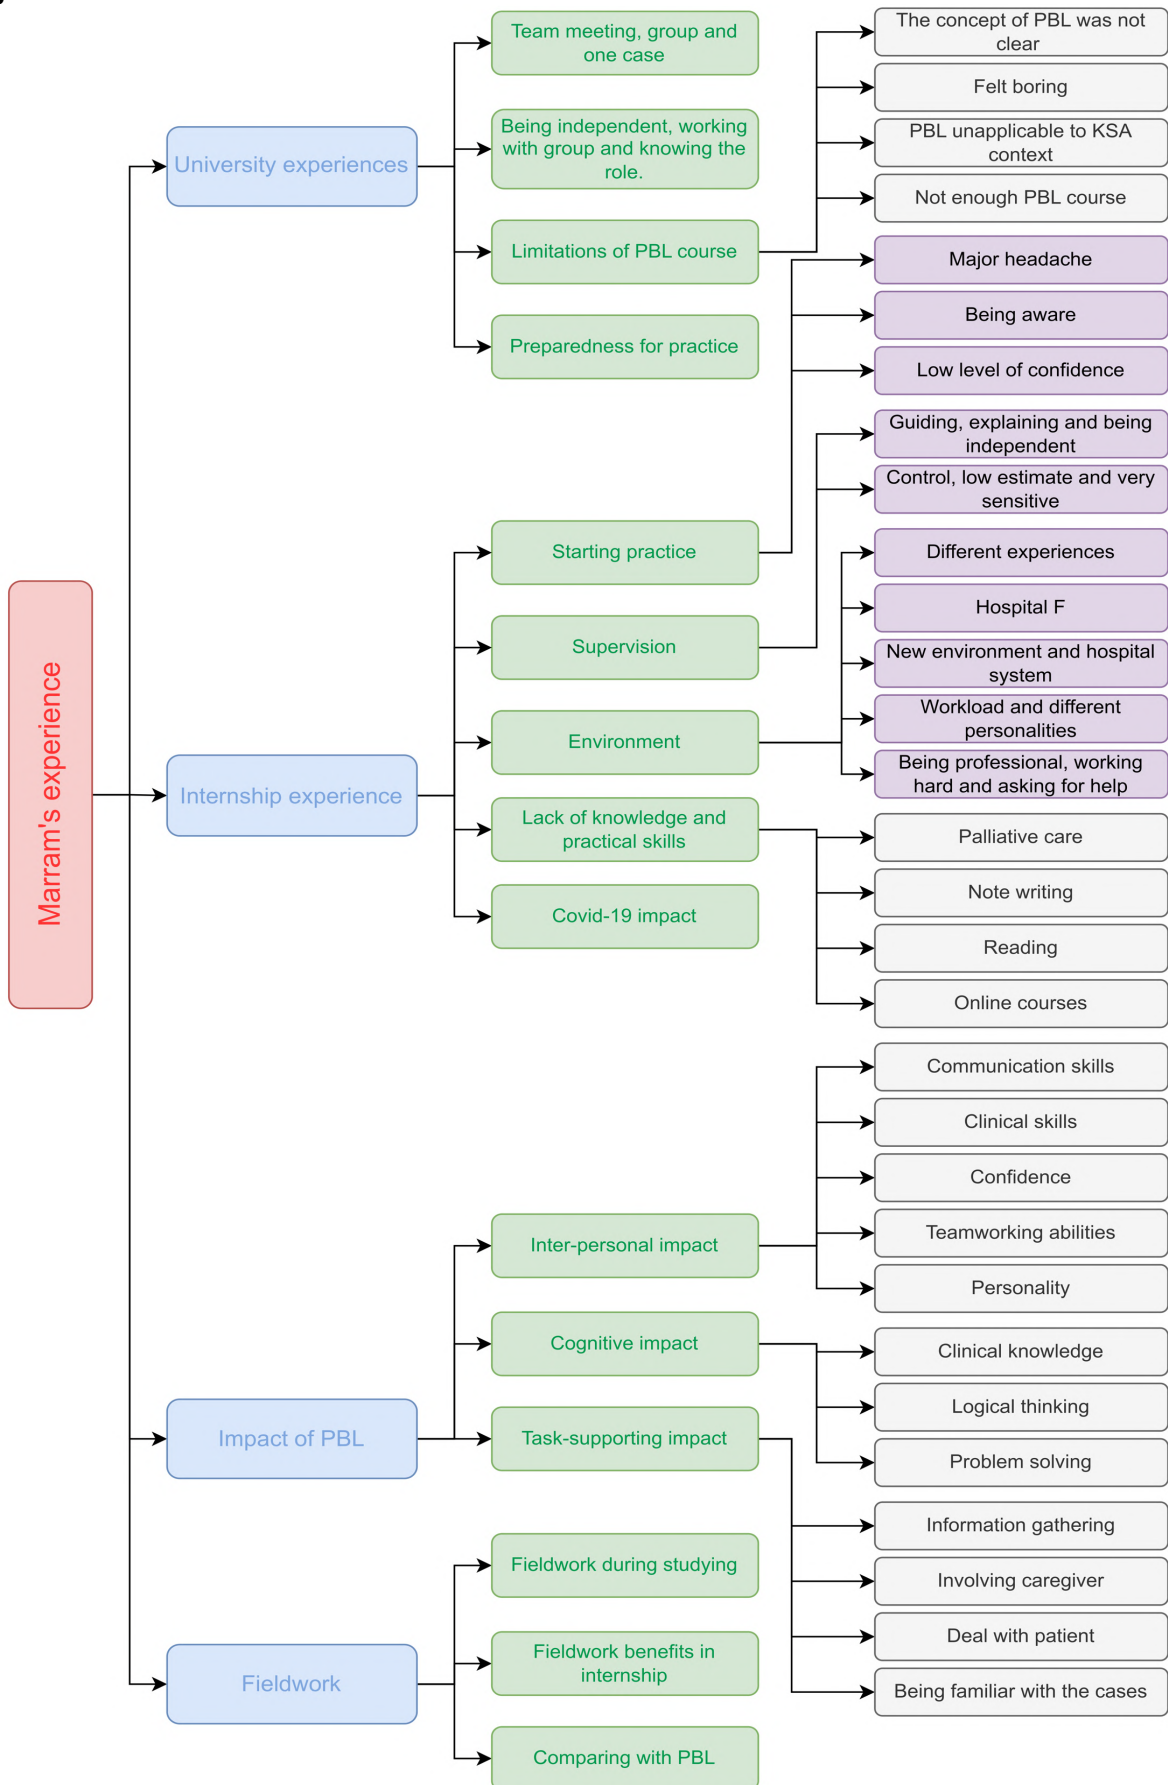 Marram's experience
University experiences
Team meeting, group and
one case
Being independent, working
with group and knowing the
role.
Limitations of PBL course
The concept of PBL was not
clear
Felt boring
PBL unapplicable to KSA
context
Not enough PBL course
Preparedness for practice
Internship experience
Starting practice
Major headache
Being aware
Low level of confidence
Supervision
Guiding, explaining and being
independent
Control, low estimate and very
sensitive
Environment
Different experiences
Hospital F
New environment and hospital
system
Workload and different
personalities
Being professional, working
hard and asking for help
Lack of knowledge and
practical skills
Palliative care
Note writing
Reading
Online courses
Covid-19 impact
Impact of PBL
Inter-personal impact
Communication skills
Clinical skills
Confidence
Teamworking abilities
Personality
Cognitive impact
Clinical knowledge
Logical thinking
Problem solving
Task-supporting impact
Information gathering
Involving caregiver
Deal with patient
Being familiar with the cases
Fieldwork
Fieldwork during studying
Fieldwork benefits in
internship
Comparing with PBL